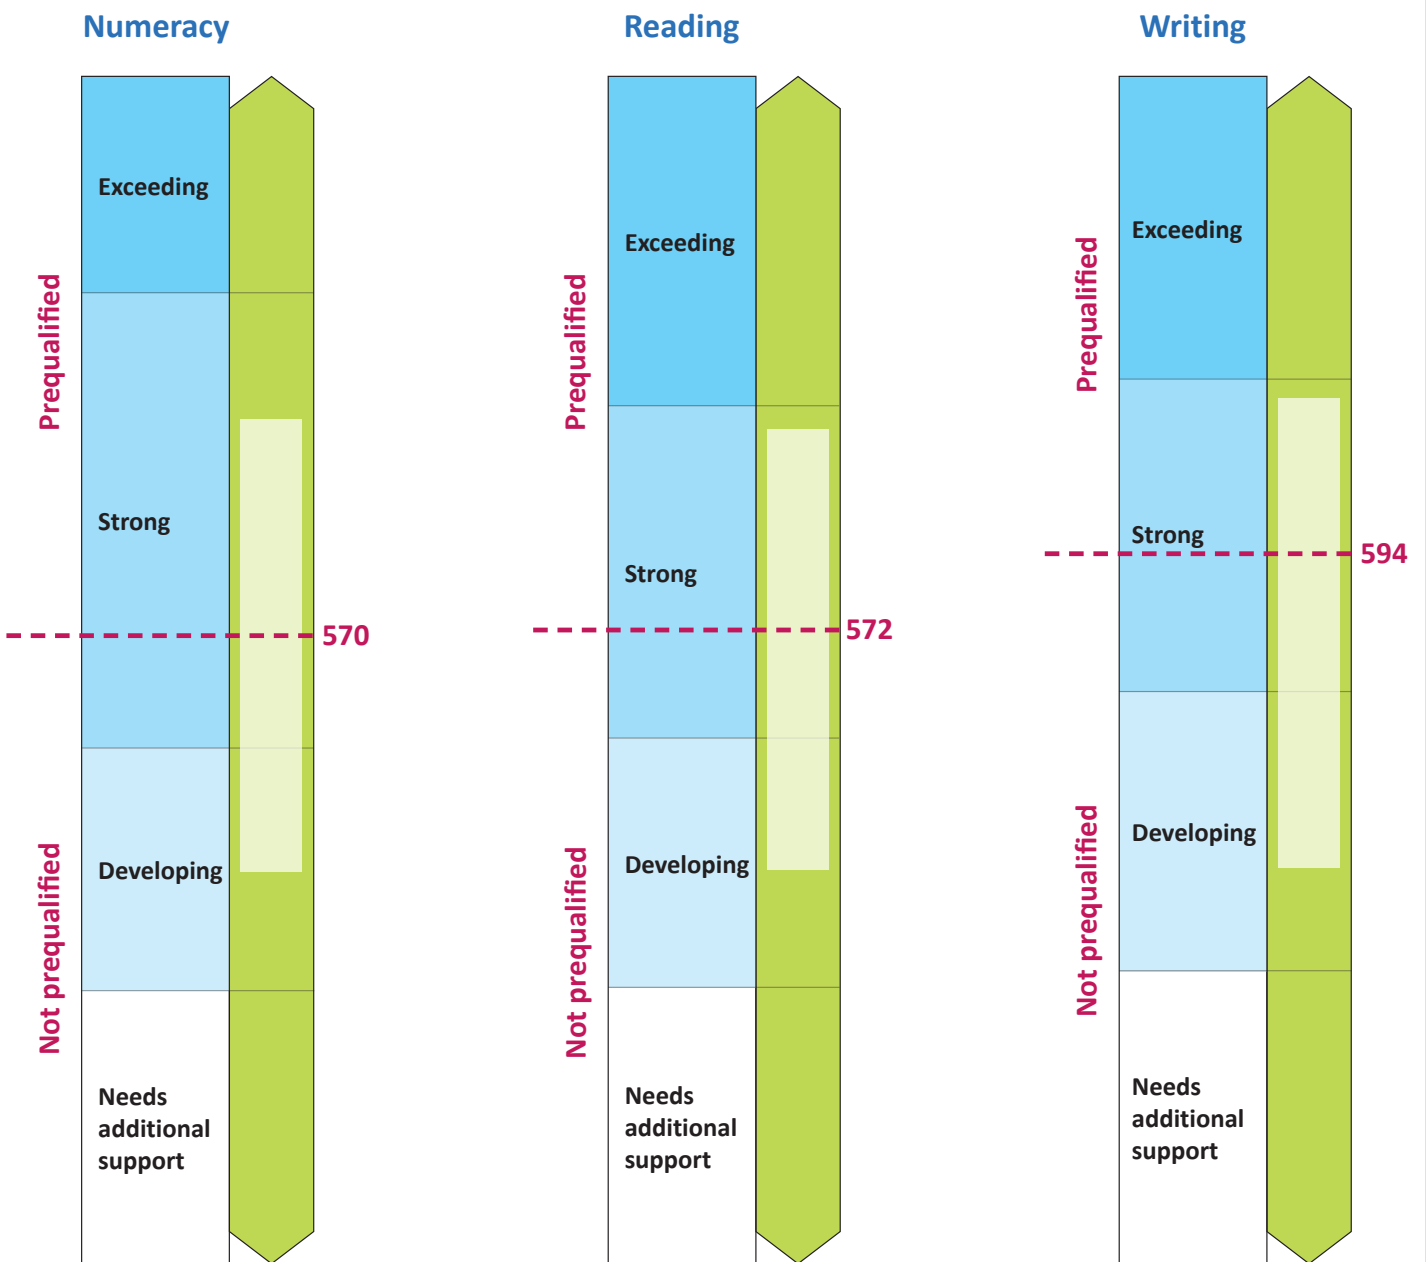 Numeracy
Exceeding
Strong
Developing
Needs
additional
support
Prequalified
Not prequalified
570
Reading
Exceeding
Strong
Developing
Needs
additional
support
Prequalified
Not prequalified
572
Writing
Exceeding
Strong
Developing
Needs
additional
support
Prequalified
Not prequalified
594